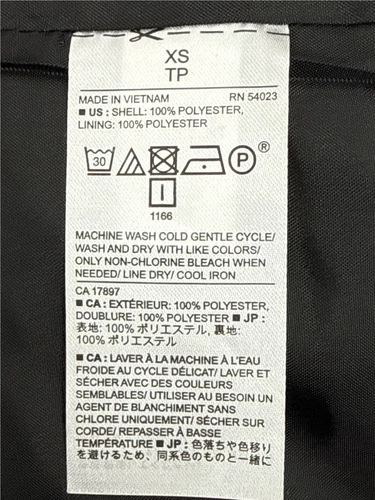 XS
TP
MADE IN VIETNAM RN 54023
■ US : SHELL: 100% POLYESTER,
LINING: 100% POLYESTER
30 P ®
1166
MACHINE WASH COLD GENTLE CYCLE/
WASH AND DRY WITH LIKE COLORS/
ONLY NON-CHLORINE BLEACH WHEN
NEEDED/ LINE DRY/ COOL IRON
CA 17897
■ CA : EXTÉRIEUR: 100% POLYESTER,
DOUBLURE: 100% POLYESTER ■ JP :
表地: 100% ポリエステル, 裏地:
100% ポリエステル
■ CA : LAVER À LA MACHINE À L'EAU
FROIDE AU CYCLE DÉLICAT/ LAVER ET
SÉCHER AVEC DES COULEURS
SEMBLABLES/ UTILISER AU BESOIN UN
AGENT DE BLANCHIMENT SANS
CHLORE UNIQUEMENT/ SÉCHER SUR
CORDE/ REPASSER À BASSE
TEMPÉRATURE ■ JP : 色落ちや色移り
を避けるため、同系色のものと一緒に